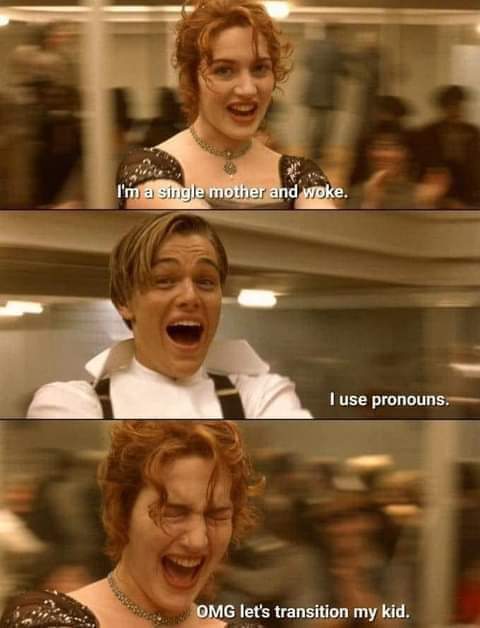 I'm a single mother and woke.
I use pronouns.
OMG let's transition my kid.